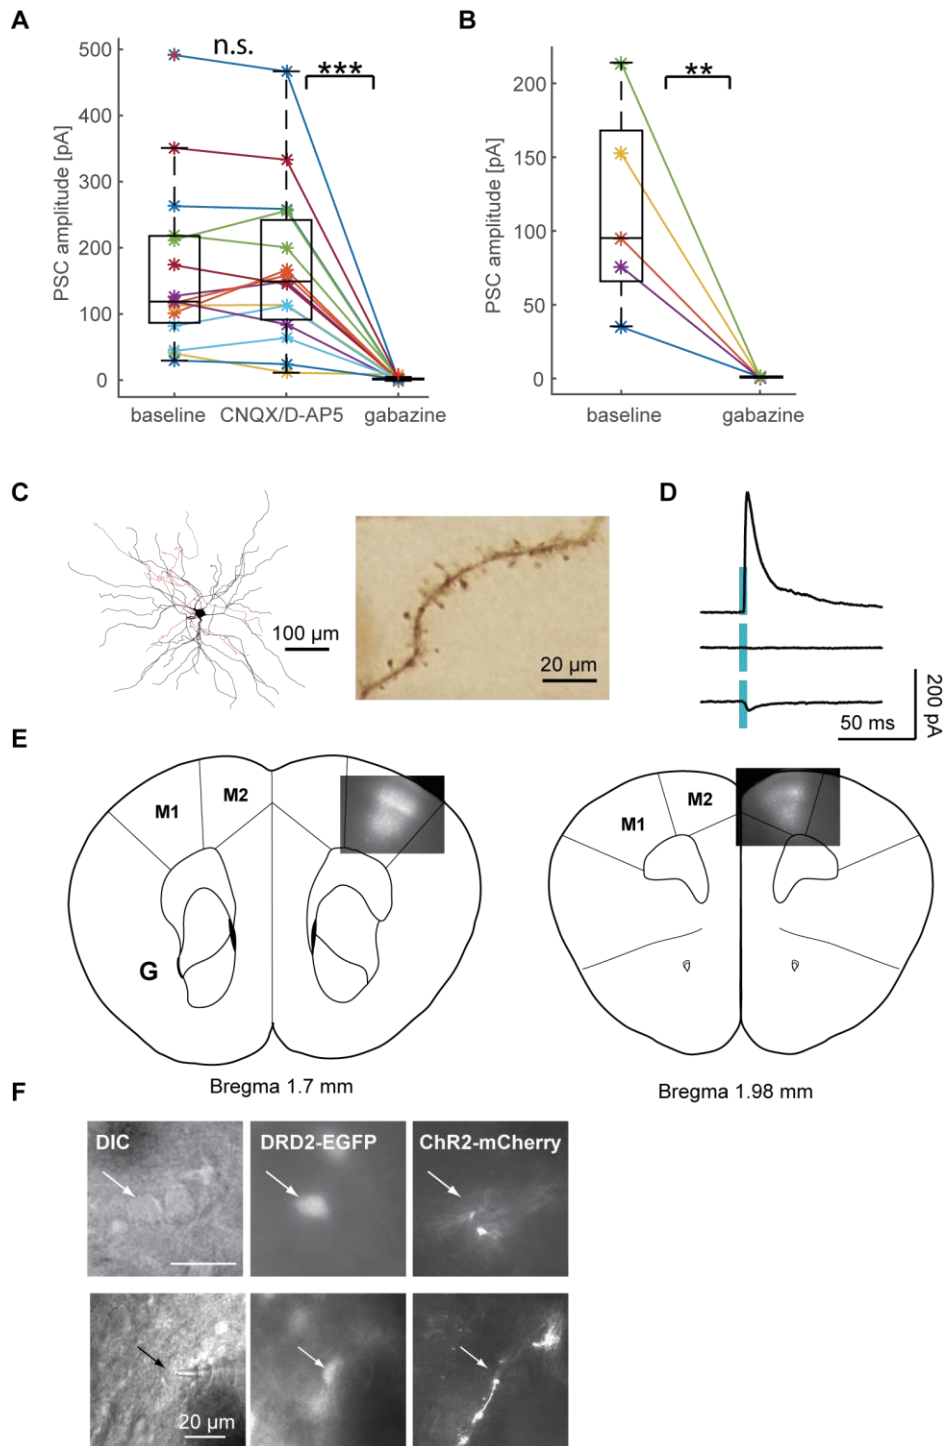 A
B
n.s.
***
**
PSC amplitude [pA]
500
400
300
200
100
0
baseline CNQX/D-AP5 gabazine
PSC amplitude [pA]
200
150
100
50
0
baseline gabazine
C
D
100 µm
20 µm
200 pA
50 ms
E
M1 M2
G
Bregma 1.7 mm
M1 M2
Bregma 1.98 mm
F
DIC DRD2-EGFP ChR2-mCherry
20 µm